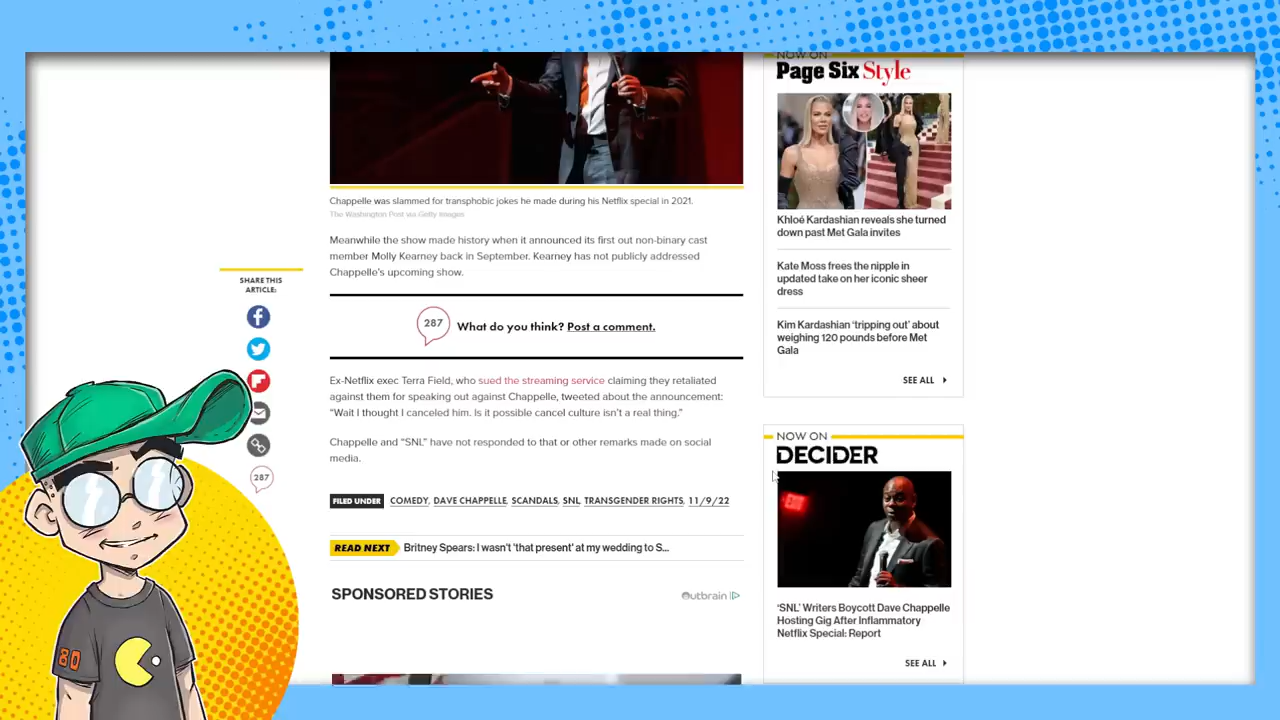 Chappelle was slammed for transphobic jokes he made during his Netflix special in 2021.
The Washington Post via Getty Images
Meanwhile the show made history when it announced its first out non-binary cast
member Molly Kearney back in September. Kearney has not publicly addressed
Chappelle's upcoming show.
SHARE THIS
ARTICLE:
287 What do you think? Post a comment.
Ex-Netflix exec Terra Field, who sued the streaming service claiming they retaliated
against them for speaking out against Chappelle, tweeted about the announcement:
“Wait I thought I canceled him. Is it possible cancel culture isn't a real thing.”
Chappelle and “SNL” have not responded to that or other remarks made on social
media.
287
FILED UNDER COMEDY, DAVE CHAPPELLE, SCANDALS, SNL, TRANSGENDER RIGHTS, 11/9/22
READ NEXT Britney Spears: I wasn't 'that present' at my wedding to S...
SPONSORED STORIES
Outbrain
NOW ON
Page Six Style
Khloé Kardashian reveals she turned
down past Met Gala invites
Kate Moss frees the nipple in
updated take on her iconic sheer
dress
Kim Kardashian ‘tripping out’ about
weighing 120 pounds before Met
Gala
SEE ALL
NOW ON
DECIDER
‘SNL’ Writers Boycott Dave Chappelle
Hosting Gig After Inflammatory
Netflix Special: Report
SEE ALL
80